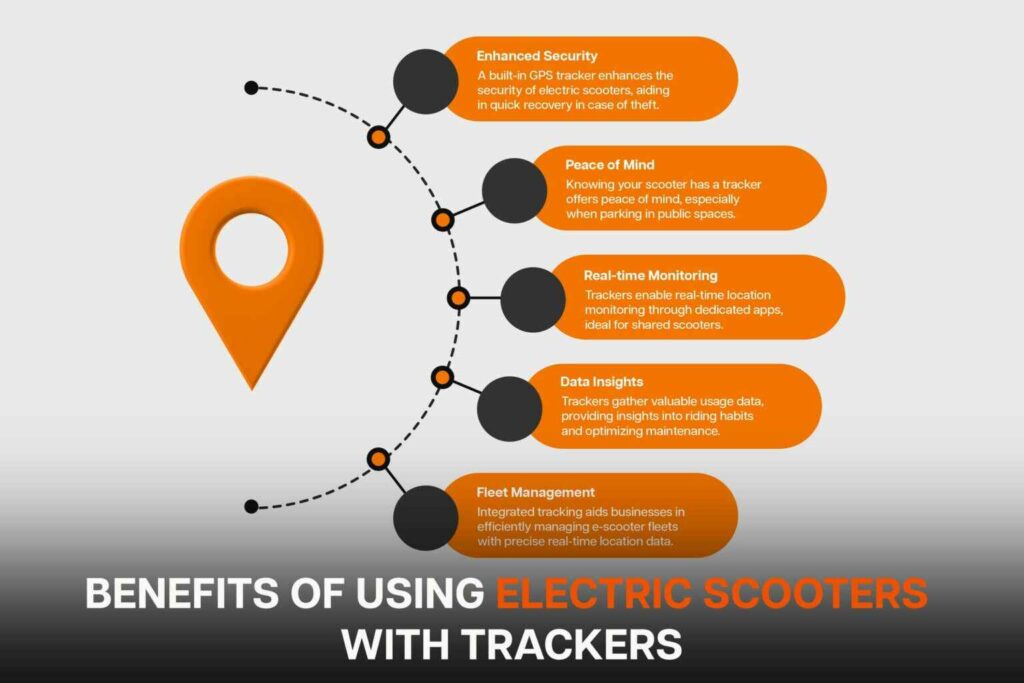 Enhanced Security
A built-in GPS tracker enhances the
security of electric scooters, aiding
in quick recovery in case of theft.
Peace of Mind
Knowing your scooter has a tracker
offers peace of mind, especially
when parking in public spaces.
Real-time Monitoring
Trackers enable real-time location
monitoring through dedicated apps,
ideal for shared scooters.
Data Insights
Trackers gather valuable usage data,
providing insights into riding habits
and optimizing maintenance.
Fleet Management
Integrated tracking aids businesses in
efficiently managing e-scooter fleets
with precise real-time location data.
BENEFITS OF USING ELECTRIC SCOOTERS
WITH TRACKERS